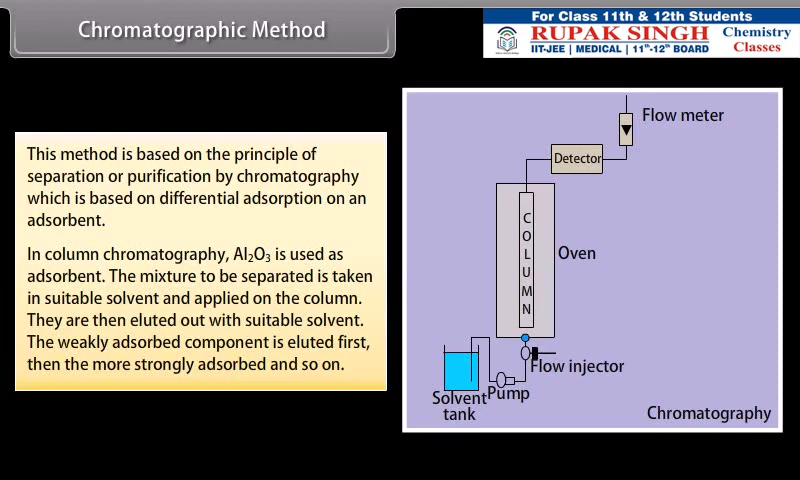 Chromatographic Method
For Class 11th & 12th Students
RUPAK SINGH
IIT-JEE | MEDICAL | 11th-12th BOARD
Chemistry
Classes
This method is based on the principle of
separation or purification by chromatography
which is based on differential adsorption on an
adsorbent.
In column chromatography, Al₂O₃ is used as
adsorbent. The mixture to be separated is taken
in suitable solvent and applied on the column.
They are then eluted out with suitable solvent.
The weakly adsorbed component is eluted first,
then the more strongly adsorbed and so on.
Flow meter
Detector
COLUMN
Oven
Flow injector
Pump
Solvent
tank
Chromatography